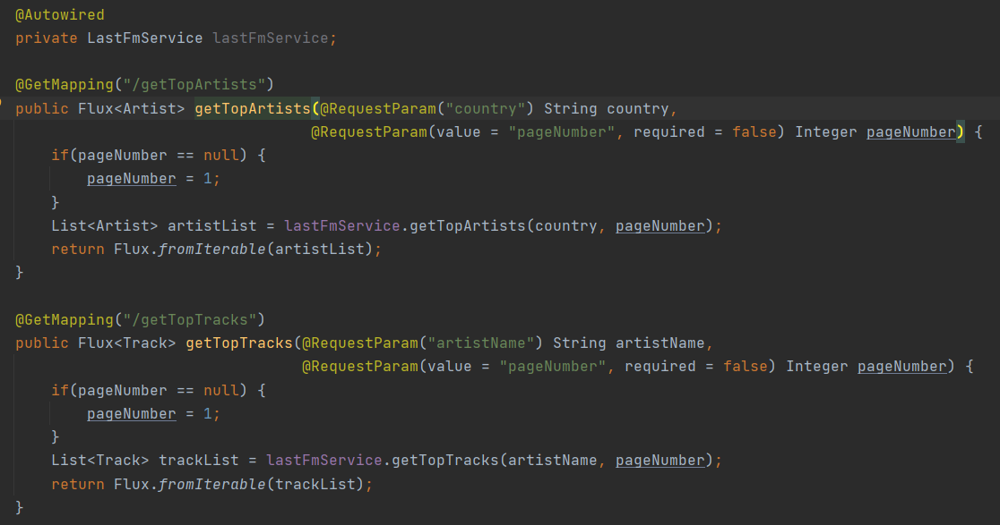 @Autowired
private LastFmService lastFmService;
@GetMapping("/getTopArtists")
public Flux<Artist> getTopArtists(@RequestParam("country") String country,
@RequestParam(value = "pageNumber", required = false) Integer pageNumber) {
if(pageNumber == null) {
pageNumber = 1;
}
List<Artist> artistList = lastFmService.getTopArtists(country, pageNumber);
return Flux.fromIterable(artistList);
}
@GetMapping("/getTopTracks")
public Flux<Track> getTopTracks(@RequestParam("artistName") String artistName,
@RequestParam(value = "pageNumber", required = false) Integer pageNumber) {
if(pageNumber == null) {
pageNumber = 1;
}
List<Track> trackList = lastFmService.getTopTracks(artistName, pageNumber);
return Flux.fromIterable(trackList);
}